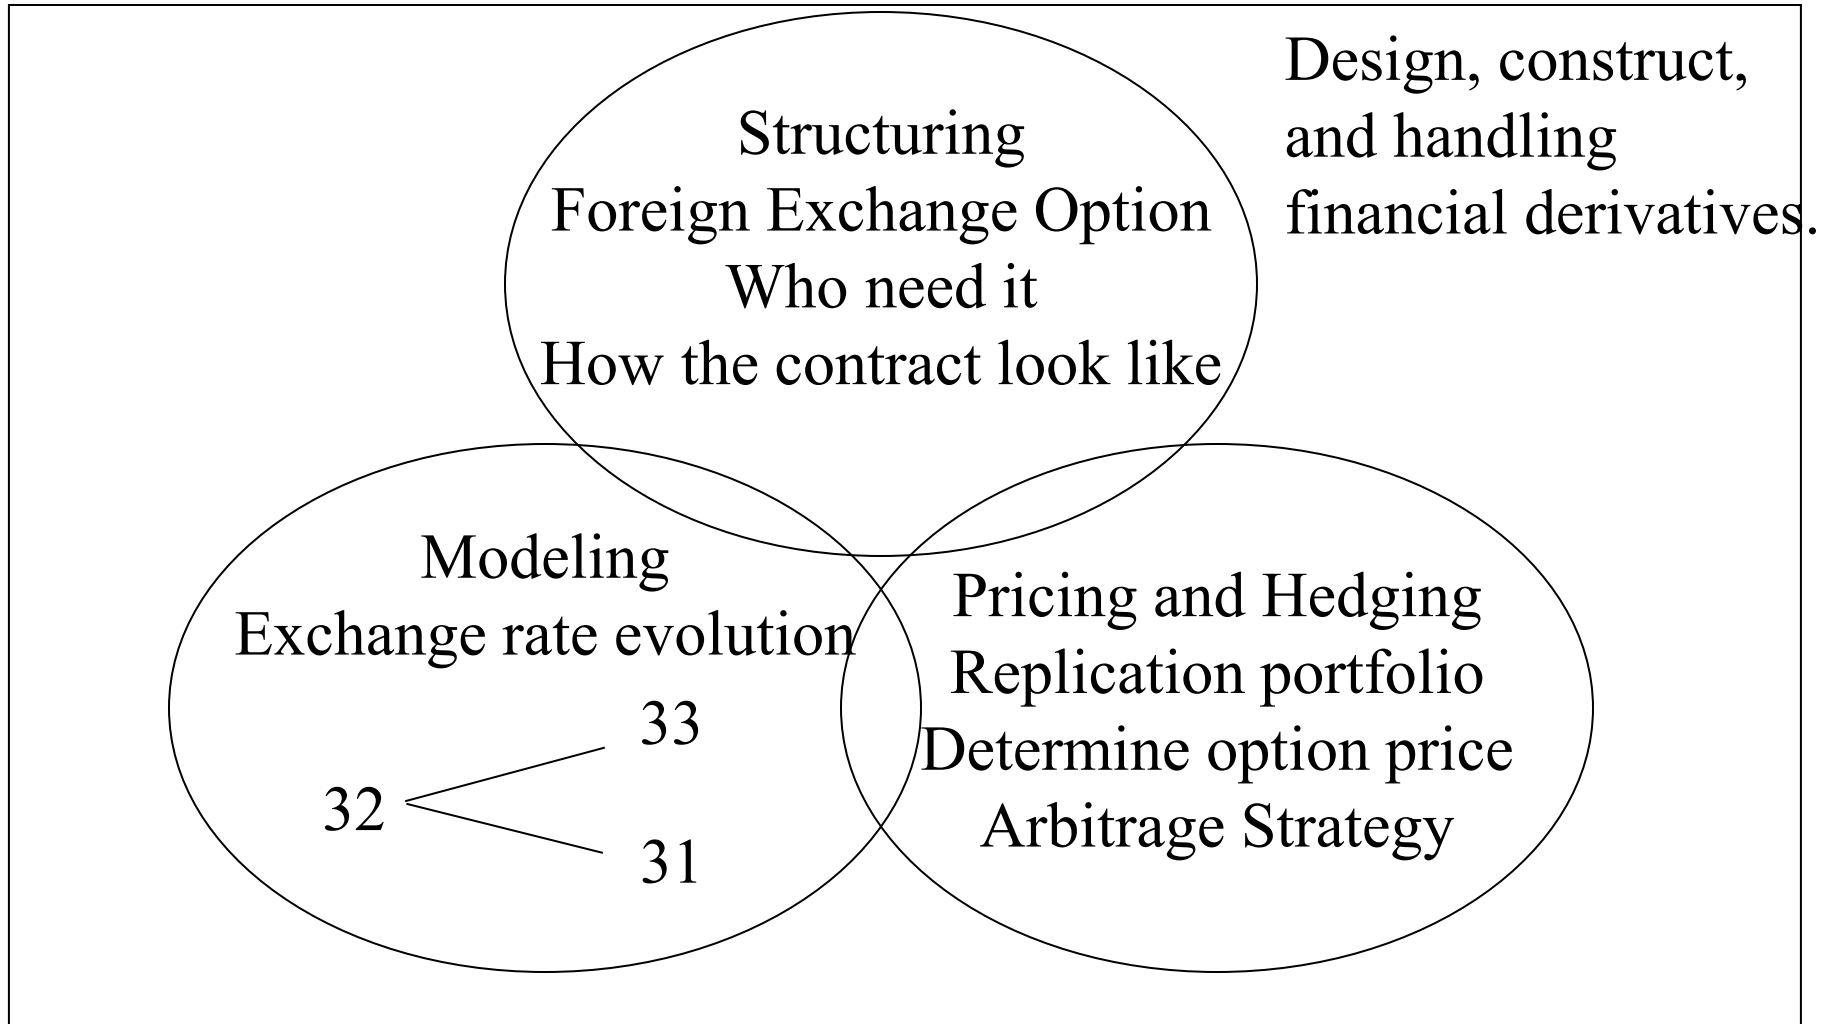 Structuring
Foreign Exchange Option
Who need it
How the contract look like
Design, construct,
and handling
financial derivatives.
Modeling
Exchange rate evolution
33
32
31
Pricing and Hedging
Replication portfolio
Determine option price
Arbitrage Strategy